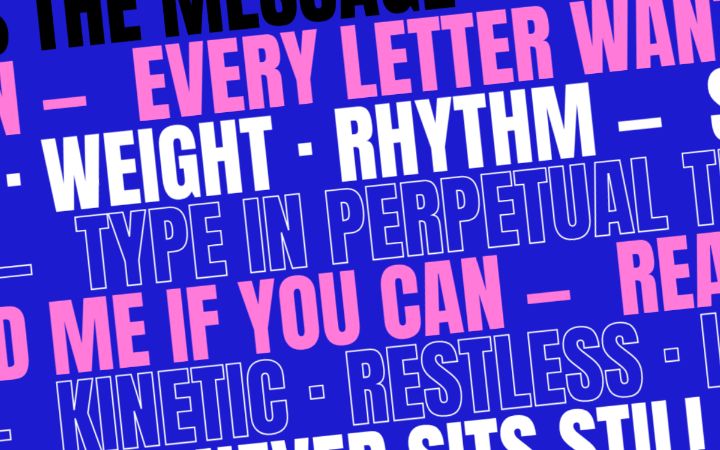 THE MESSAGE
— EVERY LETTER WAN
· WEIGHT · RHYTHM —
— TYPE IN PERPETUAL
ME IF YOU CAN — REA
— KINETIC · RESTLESS ·
NEVER SITS STILL